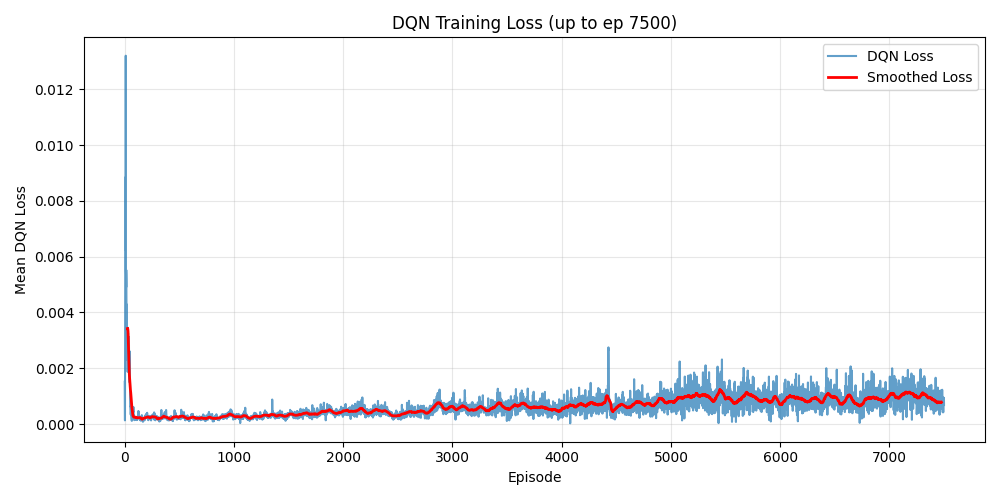 DQN Training Loss (up to ep 7500)
DQN Loss
Smoothed Loss
Mean DQN Loss
0.012
0.010
0.008
0.006
0.004
0.002
0.000
0 1000 2000 3000 4000 5000 6000 7000
Episode